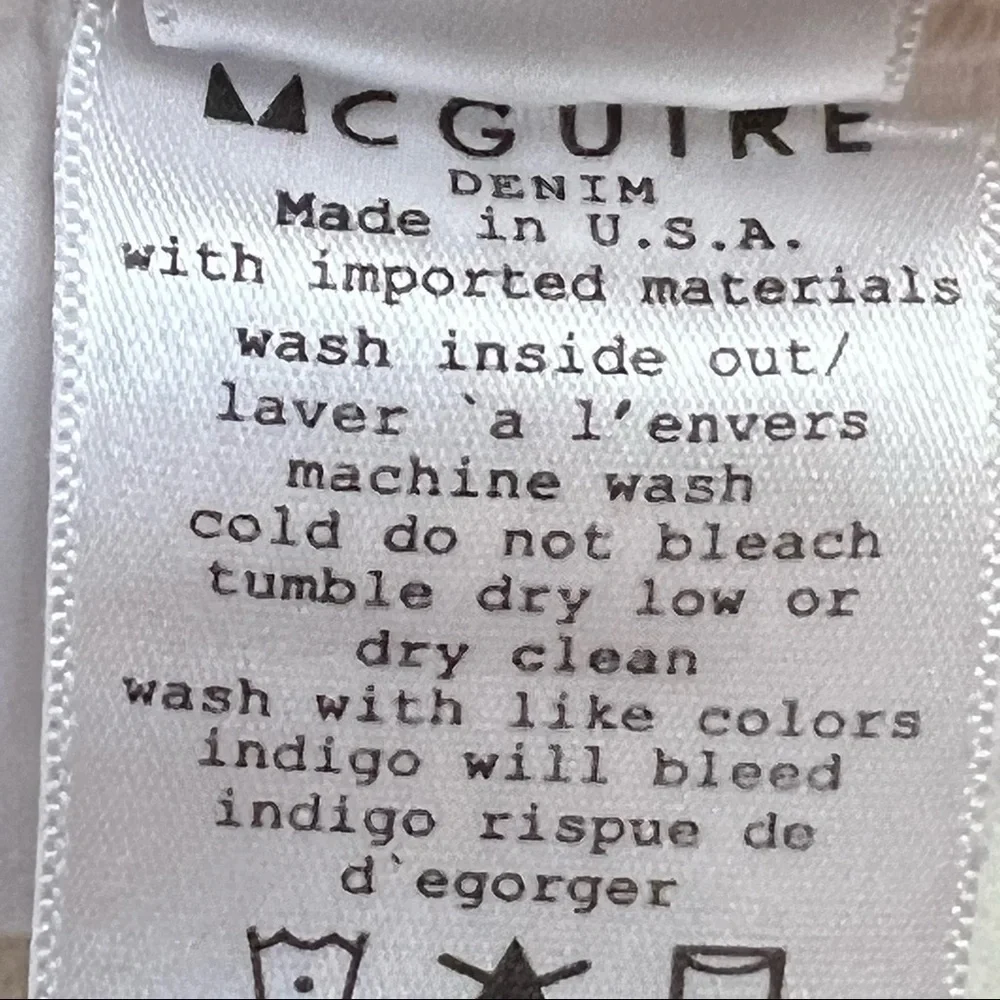 MCGUIRE
DENIM
Made in U.S.A.
with imported materials
wash inside out/
laver `a l'envers
machine wash
cold do not bleach
tumble dry low or
dry clean
wash with like colors
indigo will bleed
indigo rispue de
d`egorger